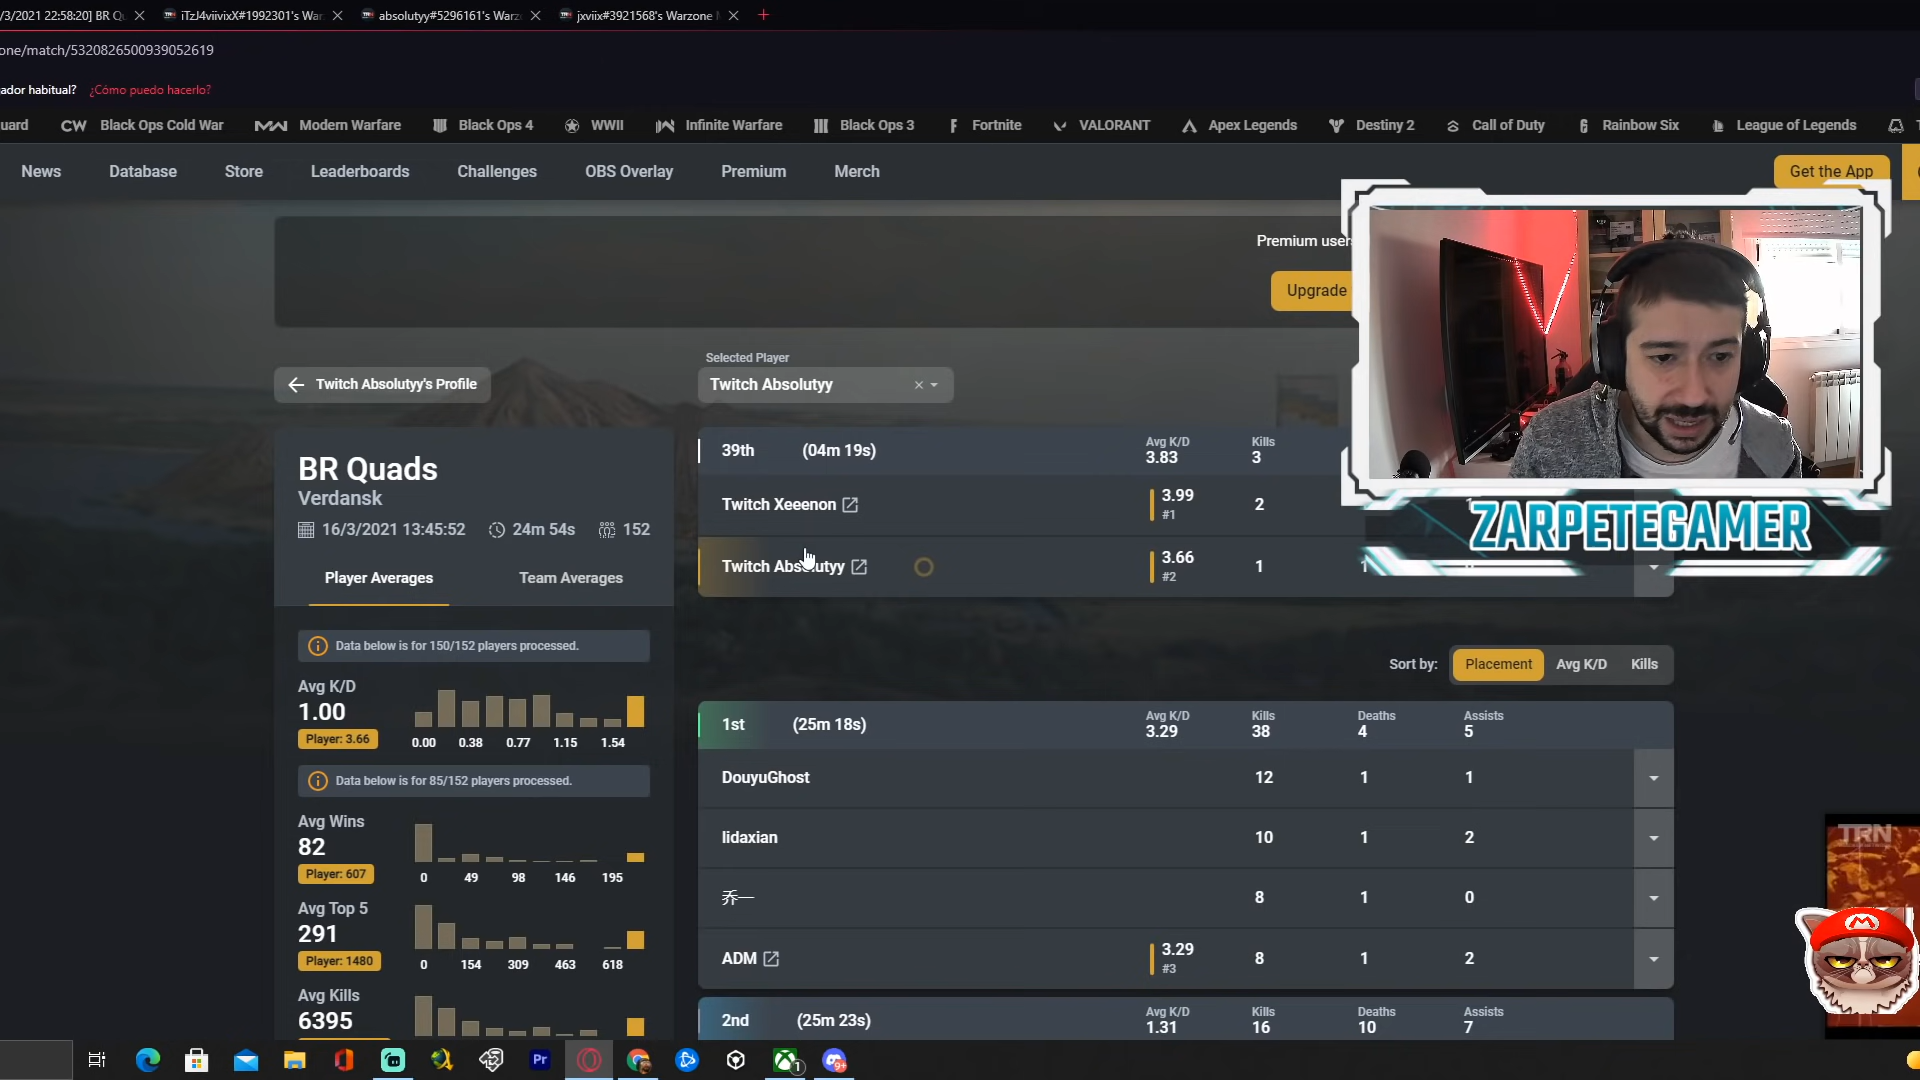 /3/2021 22:58:20] BR Qu
iTzJ4viivixX#1992301's War
absolutyy#5296161's Warz
jxviix#3921568's Warzone
one/match/5320826500939052619
ador habitual? ¿Cómo puedo hacerlo?
uard
CW Black Ops Cold War
Modern Warfare
Black Ops 4
WWII
Infinite Warfare
Black Ops 3
Fortnite
VALORANT
Apex Legends
Destiny 2
Call of Duty
Rainbow Six
League of Legends
News
Database
Store
Leaderboards
Challenges
OBS Overlay
Premium
Merch
Get the App
Premium users
Upgrade
Twitch Absolutyy's Profile
Selected Player
Twitch Absolutyy
BR Quads
Verdansk
16/3/2021 13:45:52
24m 54s
152
Player Averages
Team Averages
Data below is for 150/152 players processed.
Avg K/D
1.00
Player: 3.66
0.00 0.38 0.77 1.15 1.54
Data below is for 85/152 players processed.
Avg Wins
82
Player: 607
0 49 98 146 195
Avg Top 5
291
Player: 1480
0 154 309 463 618
Avg Kills
6395
39th (04m 19s)
Avg K/D Kills
3.83 3
Twitch Xeeenon 3.99 2
#1
Twitch Absolutyy 3.66 1 1
#2
Sort by: Placement Avg K/D Kills
1st (25m 18s)
Avg K/D Kills Deaths Assists
3.29 38 4 5
DouyuGhost 12 1 1
lidaxian 10 1 2
乔一 8 1 0
ADM 3.29 8 1 2
#3
2nd (25m 23s)
Avg K/D Kills Deaths Assists
1.31 16 10 7
ZARPETEGAMER
TRN
M
Pr
1
9+